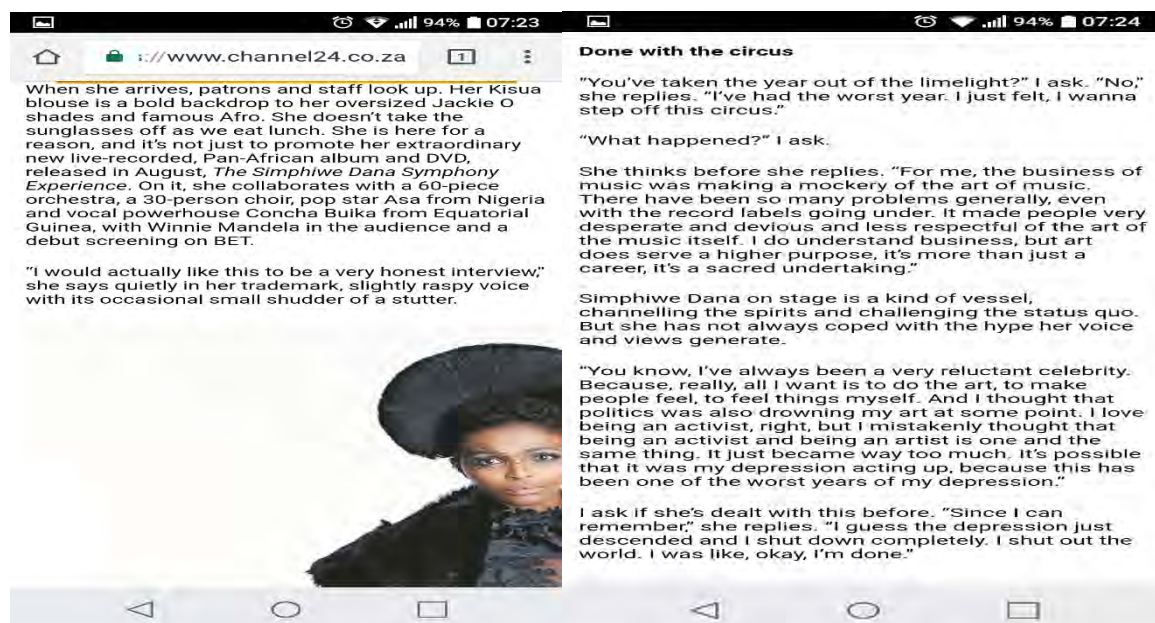 94% 07:23
://www.channel24.co.za
1
When she arrives, patrons and staff look up. Her Kisua
blouse is a bold backdrop to her oversized Jackie O
shades and famous Afro. She doesn't take the
sunglasses off as we eat lunch. She is here for a
reason, and it's not just to promote her extraordinary
new live-recorded, Pan-African album and DVD,
released in August, The Simphiwe Dana Symphony
Experience. On it, she collaborates with a 60-piece
orchestra, a 30-person choir, pop star Asa from Nigeria
and vocal powerhouse Concha Buika from Equatorial
Guinea, with Winnie Mandela in the audience and a
debut screening on BET.
"I would actually like this to be a very honest interview,"
she says quietly in her trademark, slightly raspy voice
with its occasional small shudder of a stutter.
94% 07:24
Done with the circus
"You've taken the year out of the limelight?" I ask. "No,"
she replies. "I've had the worst year. I just felt, I wanna
step off this circus."
"What happened?" I ask.
She thinks before she replies. "For me, the business of
music was making a mockery of the art of music.
There have been so many problems generally, even
with the record labels going under. It made people very
desperate and devious and less respectful of the art of
the music itself. I do understand business, but art
does serve a higher purpose, it's more than just a
career, it's a sacred undertaking."
Simphiwe Dana on stage is a kind of vessel,
channelling the spirits and challenging the status quo.
But she has not always coped with the hype her voice
and views generate.
"You know, I've always been a very reluctant celebrity.
Because, really, all I want is to do the art, to make
people feel, to feel things myself. And I thought that
politics was also drowning my art at some point. I love
being an activist, right, but I mistakenly thought that
being an activist and being an artist is one and the
same thing. It just became way too much. It's possible
that it was my depression acting up, because this has
been one of the worst years of my depression."
I ask if she's dealt with this before. "Since I can
remember," she replies. "I guess the depression just
descended and I shut down completely. I shut out the
world. I was like, okay, I'm done."